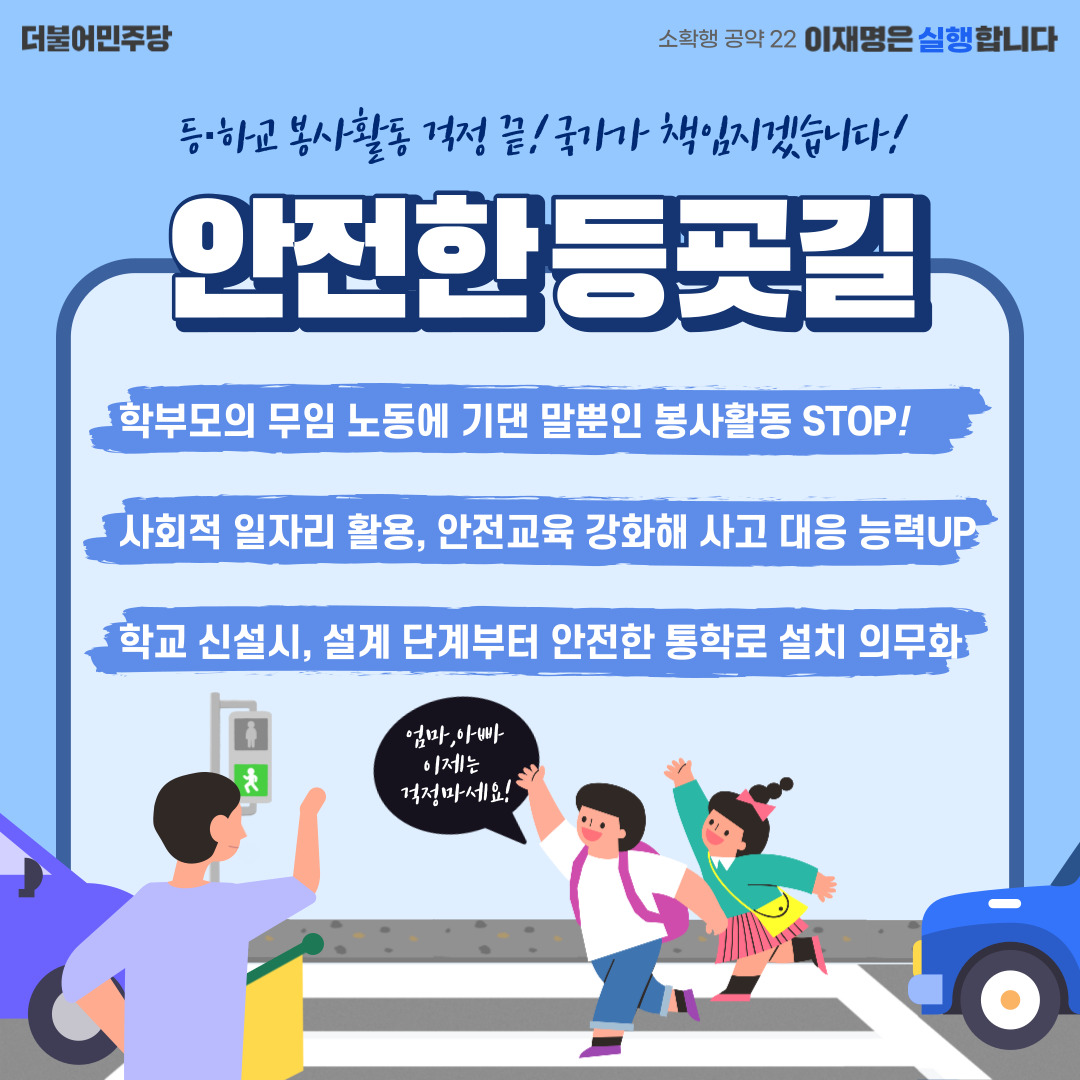 더불어민주당
소확행 공약 22 이재명은 실행합니다
등·하교 봉사활동 걱정 끝! 국가가 책임지겠습니다!
안전한 등굣길
학부모의 무임 노동에 기댄 말뿐인 봉사활동 STOP!
사회적 일자리 활용, 안전교육 강화해 사고 대응 능력UP
학교 신설시, 설계 단계부터 안전한 통학로 설치 의무화
엄마,아빠
이제는
걱정마세요!